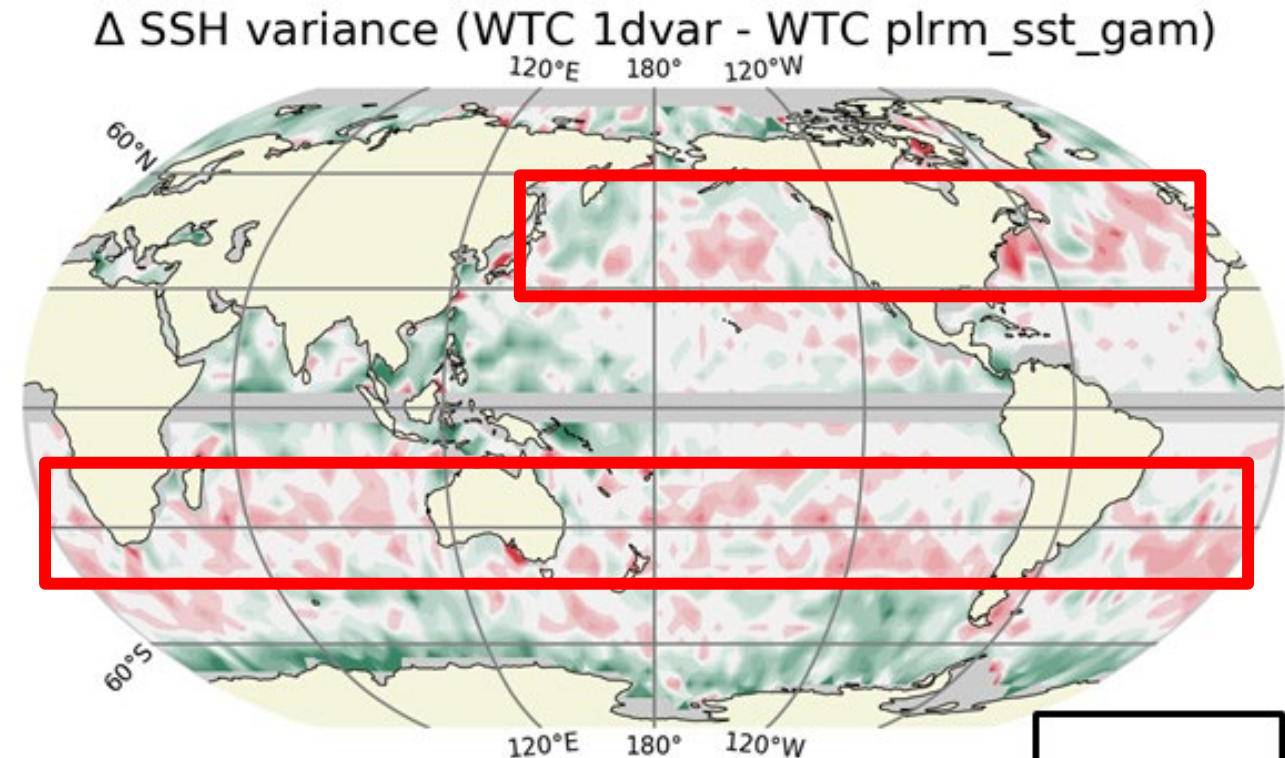 Δ SSH variance (WTC 1dvar - WTC plrm_sst_gam)
120°E 180° 120°W
60°N
60°S
120°E 180° 120°W